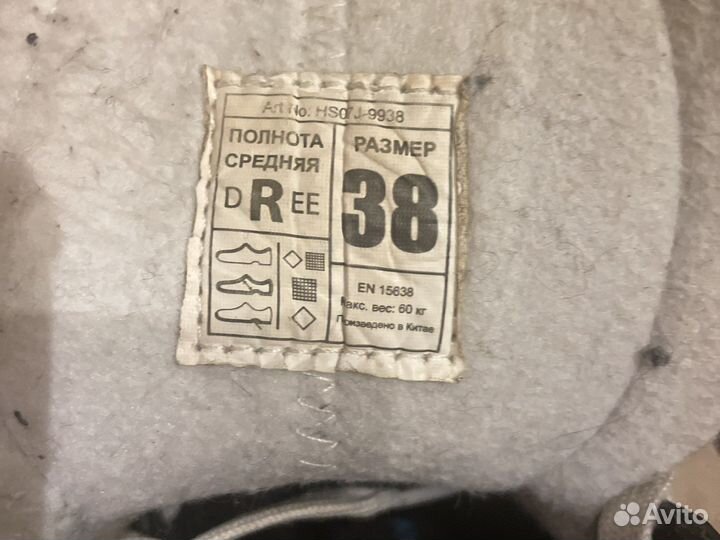 Art No. HS07J-9938
ПОЛНОТА
СРЕДНЯЯ
D R EE
РАЗМЕР
38
EN 15638
Макс. вес: 60 кг
Произведено в Китае
Avito